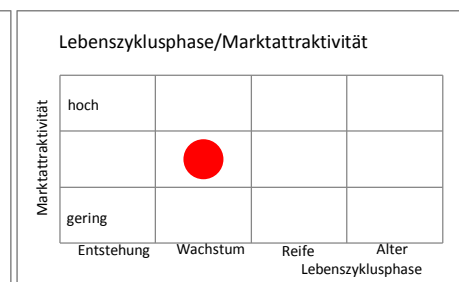 Lebenszyklusphase/Marktattraktivität
Marktattraktivität
hoch
gering
Entstehung Wachstum Reife Alter
Lebenszyklusphase